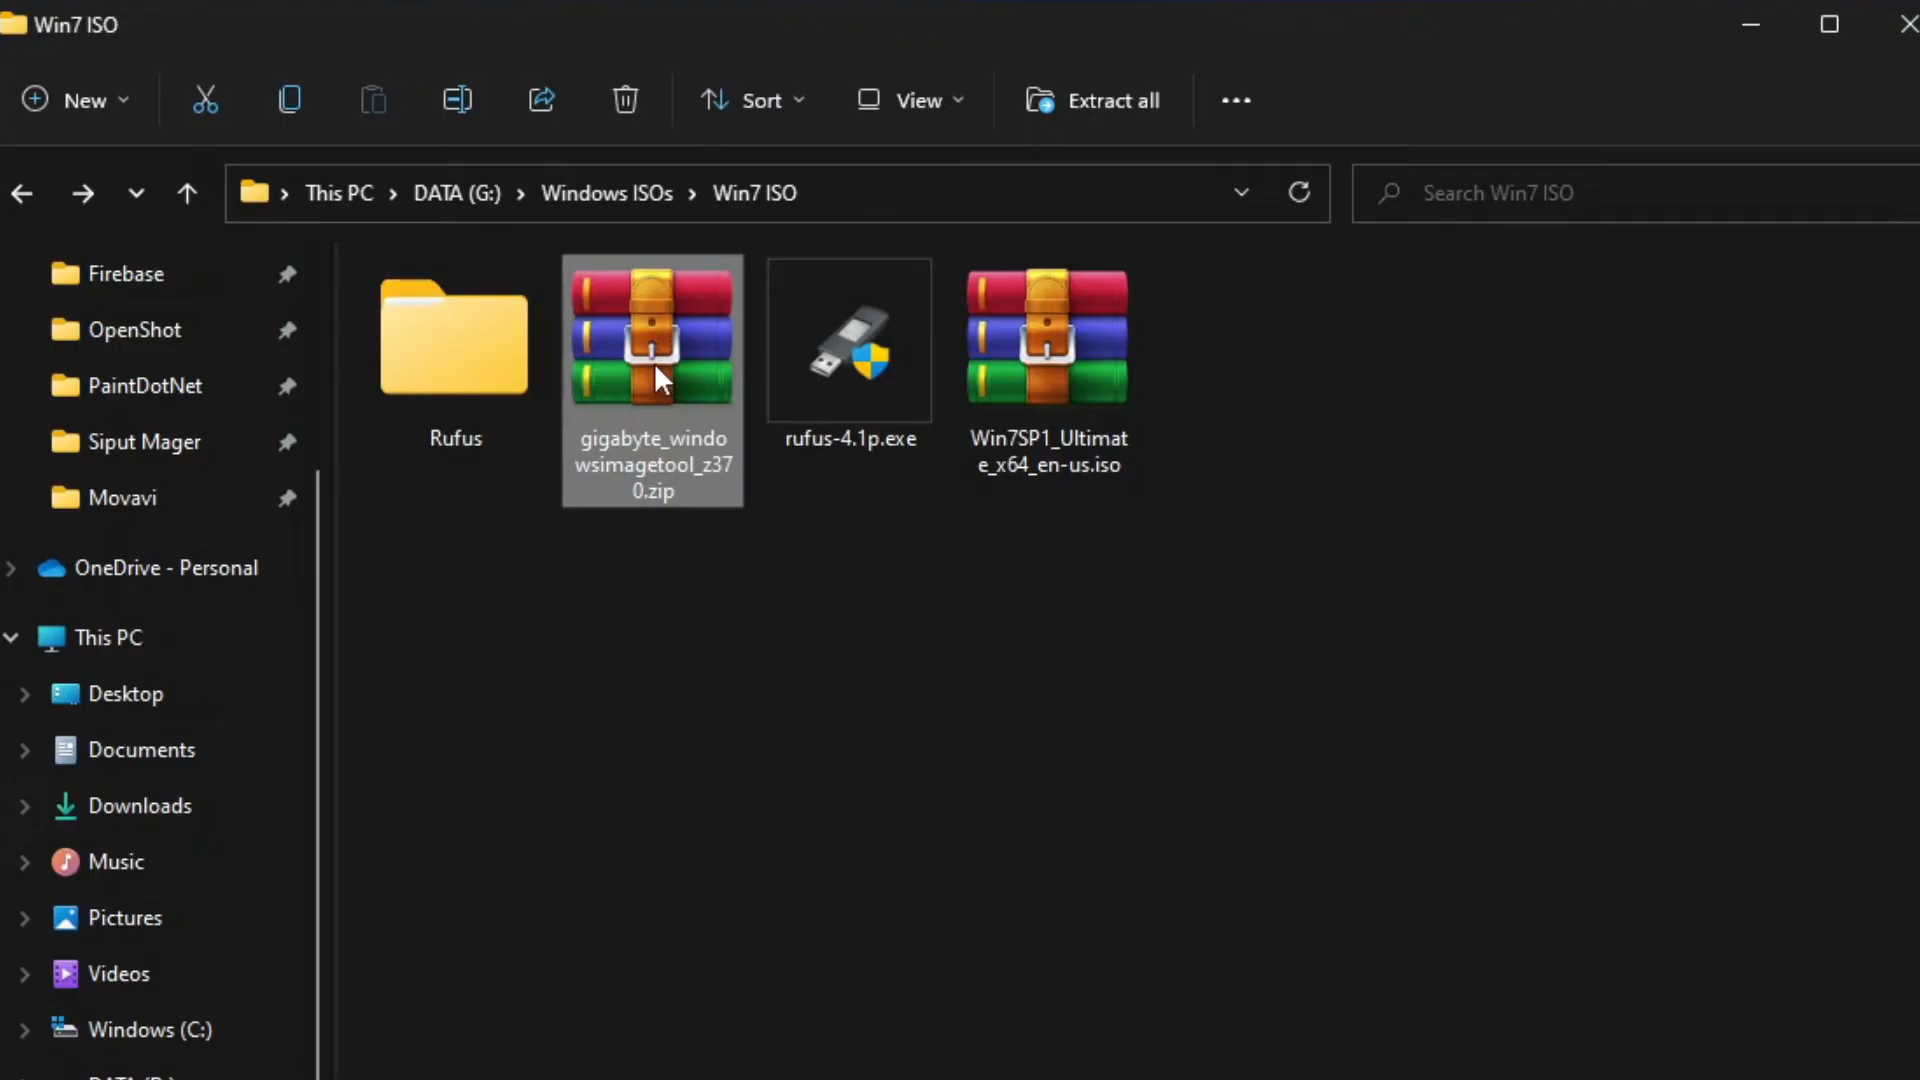 Win7 ISO
New
Sort
View
Extract all
This PC
DATA (G:)
Windows ISOs
Win7 ISO
Search Win7 ISO
Firebase
OpenShot
PaintDotNet
Siput Mager
Movavi
OneDrive - Personal
This PC
Desktop
Documents
Downloads
Music
Pictures
Videos
Windows (C:)
Rufus
gigabyte_windo
wsimagetool_z37
0.zip
rufus-4.1p.exe
Win7SP1_Ultimat
e_x64_en-us.iso